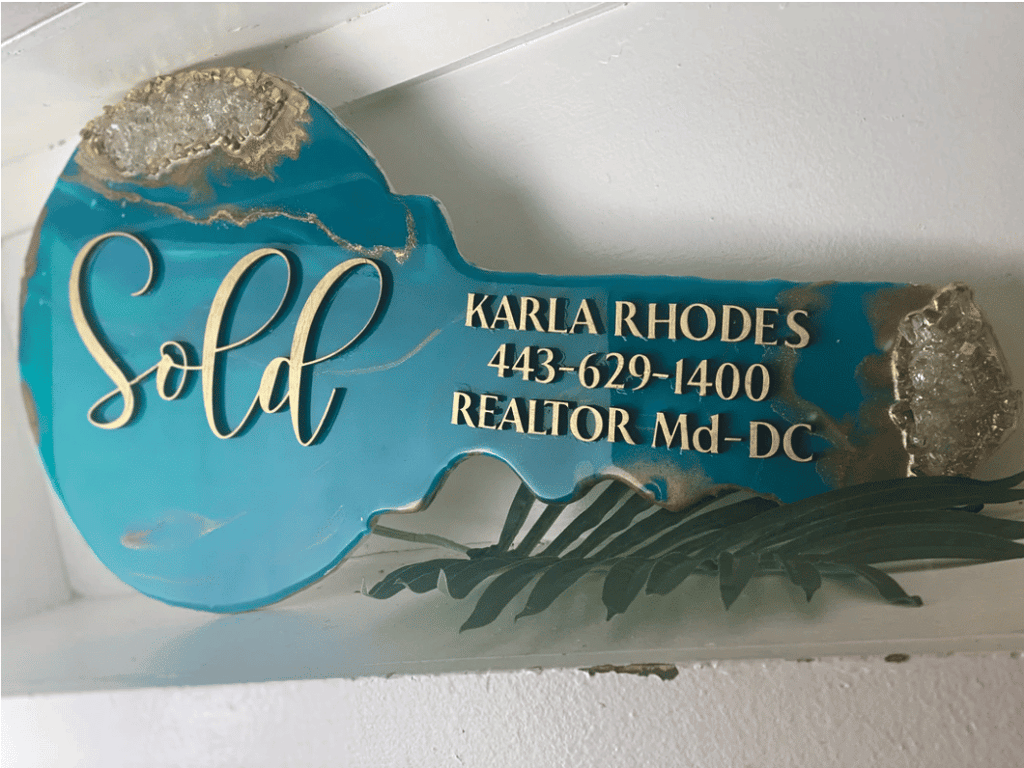 Sold
KARLA RHODES
443-629-1400
REALTOR Md-DC